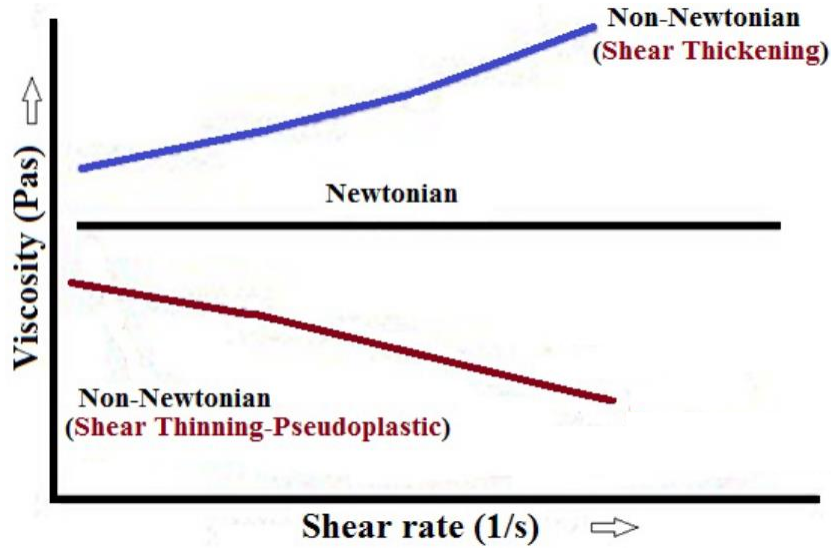 Non-Newtonian
(Shear Thickening)
Viscosity (Pas)
Newtonian
Non-Newtonian
(Shear Thinning-Pseudoplastic)
Shear rate (1/s)